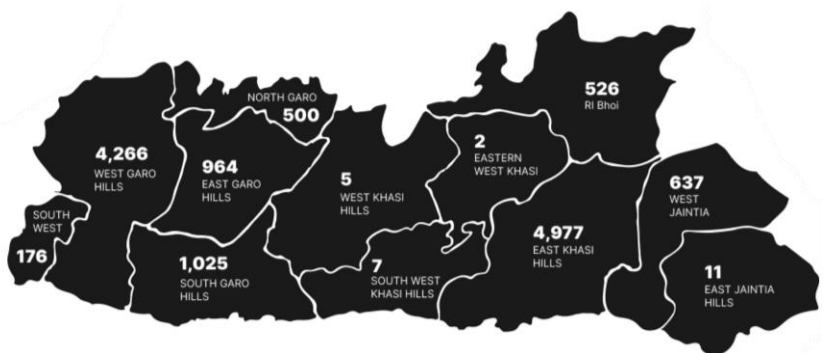 NORTH GARO
500
526
RI Bhoi
4,266
WEST GARO
HILLS
964
EAST GARO
HILLS
2
EASTERN
WEST KHASI
5
WEST KHASI
HILLS
637
WEST
JAINTIA
SOUTH
WEST
176
4,977
EAST KHASI
HILLS
1,025
SOUTH GARO
HILLS
7
SOUTH WEST
KHASI HILLS
11
EAST JAINTIA
HILLS